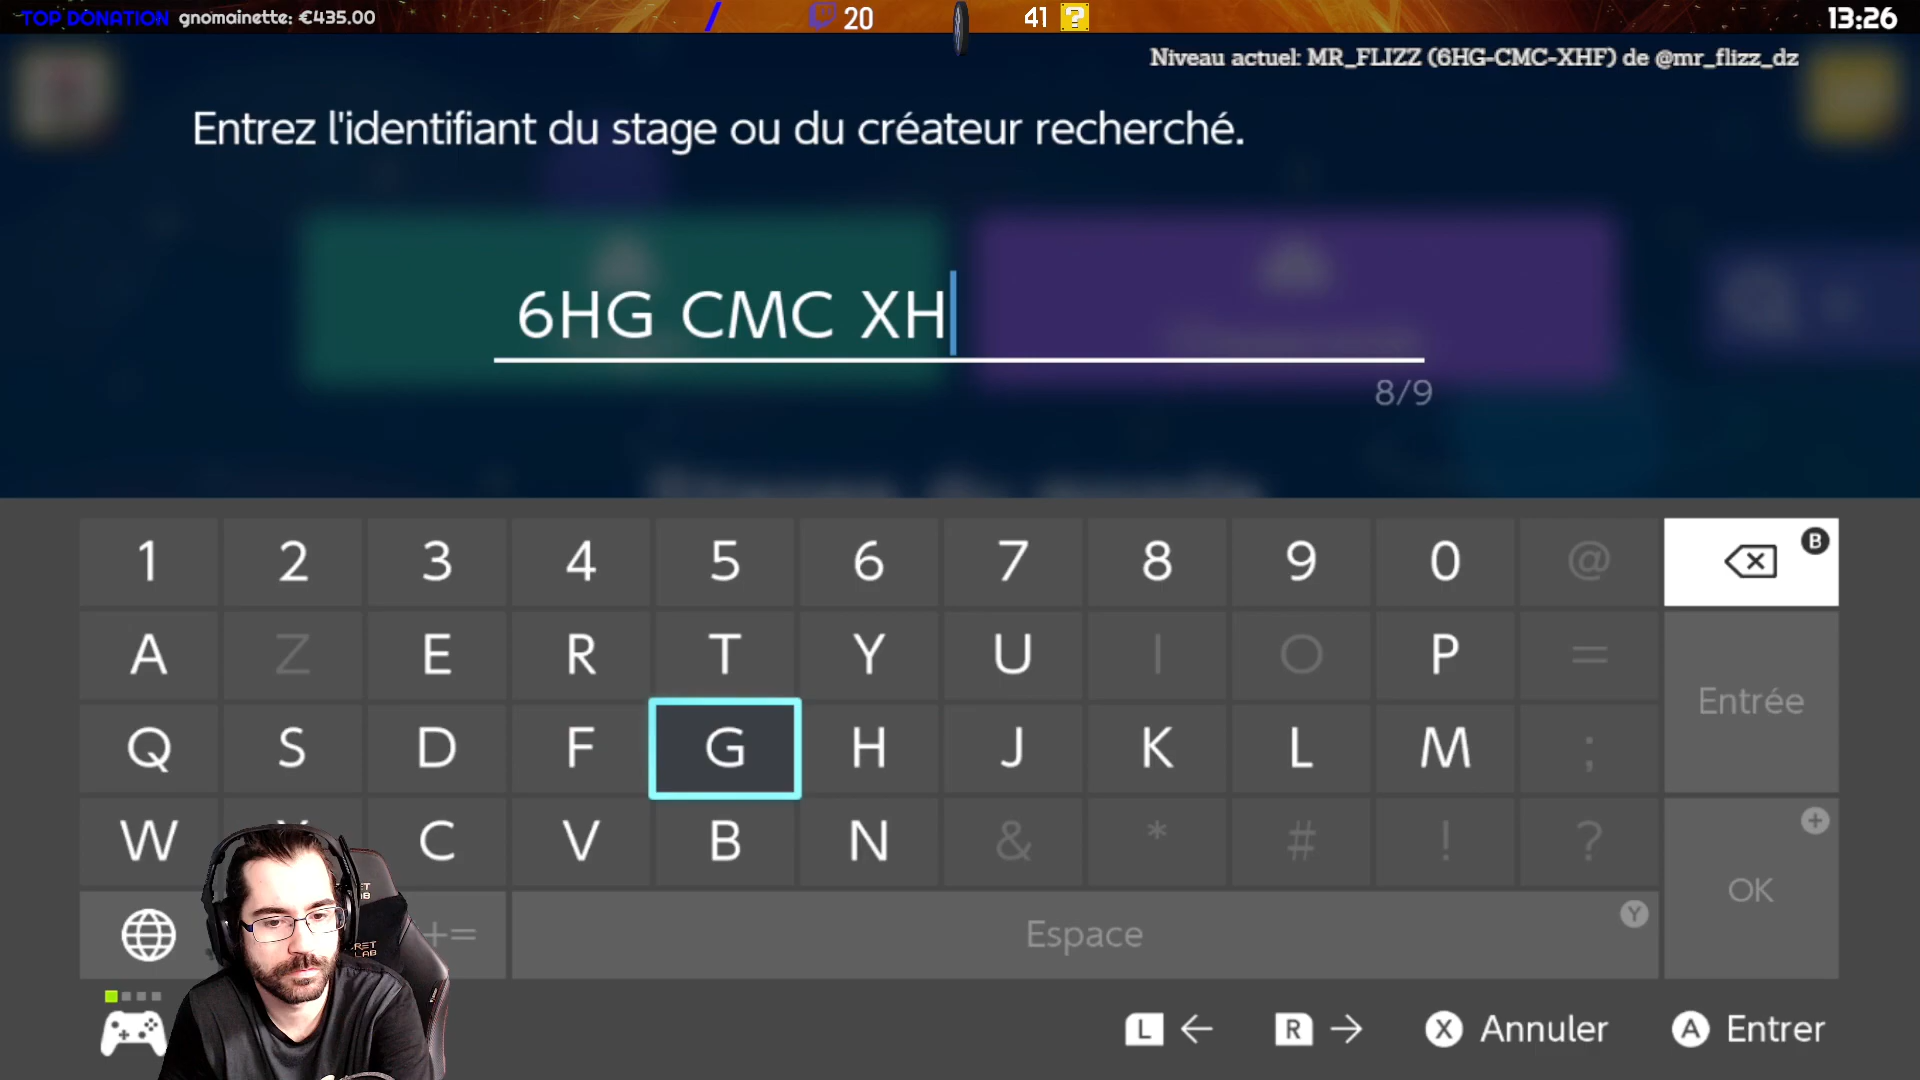 TOP DONATION gnomainette: €435.00 20 41 ? 13:26
Niveau actuel: MR_FLIZZ (6HG-CMC-XHF) de @mr_flizz_dz
Entrez l'identifiant du stage ou du créateur recherché.
6HG CMC XH
8/9
1 2 3 4 5 6 7 8 9 0 @ B
A Z E R T Y U I O P =
Entrée
Q S D F G H J K L M ;
W C V B N & * # ! ? +
OK
+= Espace Y
L ← R → X Annuler A Entrer